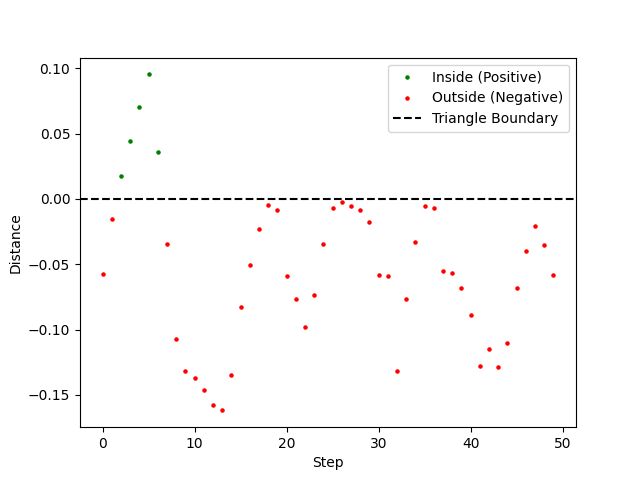 Inside (Positive)
Outside (Negative)
Triangle Boundary
0.10
0.05
0.00
−0.05
−0.10
−0.15
Distance
0
10
20
30
40
50
Step